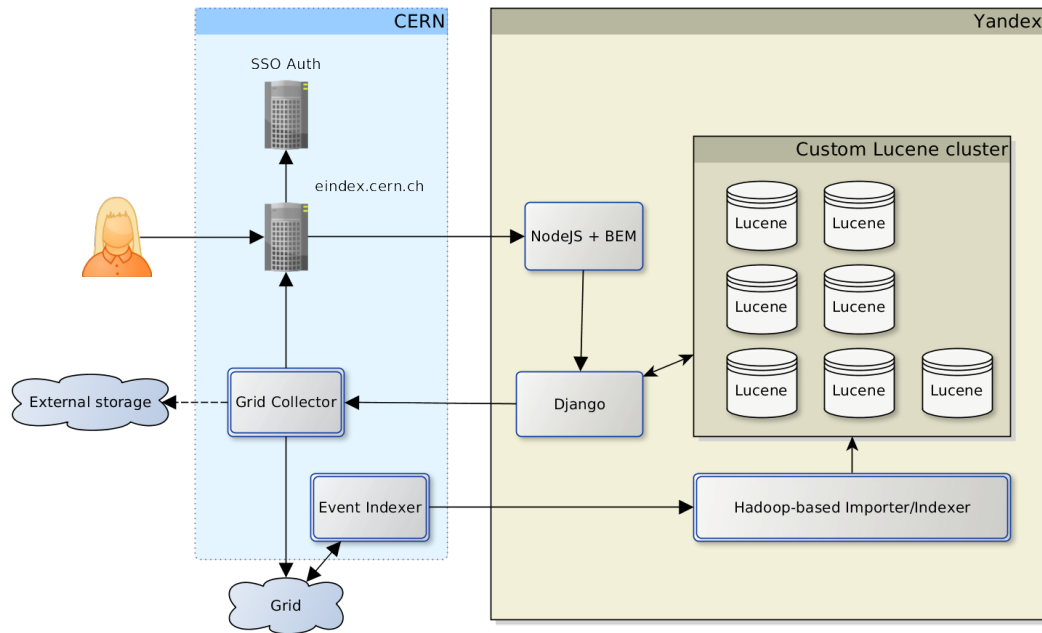 CERN
Yandex
SSO Auth
Custom Lucene cluster
eindex.cern.ch
Lucene
Lucene
NodeJS + BEM
Lucene
Lucene
External storage
Grid Collector
Django
Lucene
Lucene
Lucene
Event Indexer
Hadoop-based Importer/Indexer
Grid